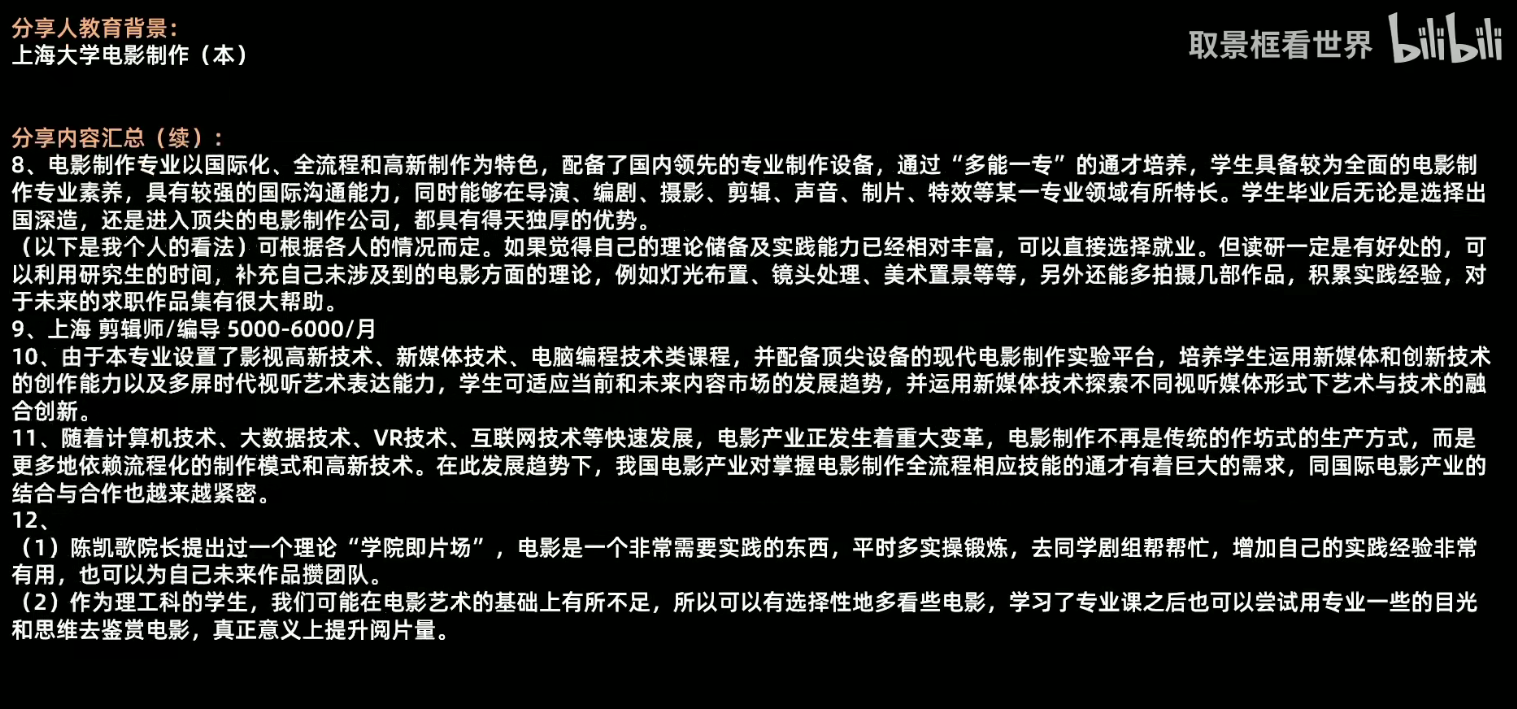 分享人教育背景：
上海大学电影制作（本）
取景框看世界 bilibili
分享内容汇总（续）：
8、电影制作专业以国际化、全流程和高新制作为特色，配备了国内领先的专业制作设备，通过“多能一专”的通才培养，学生具备较为全面的电影制
作专业素养，具有较强的国际沟通能力，同时能够在导演、编剧、摄影、剪辑、声音、制片、特效等某一专业领域有所特长。学生毕业后无论是选择出
国深造，还是进入顶尖的电影制作公司，都具有得天独厚的优势。
（以下是我个人的看法）可根据各人的情况而定。如果觉得自己的理论储备及实践能力已经相对丰富，可以直接选择就业。但读研一定是有好处的，可
以利用研究生的时间，补充自己未涉及到的电影方面的理论，例如灯光布置、镜头处理、美术置景等等，另外还能多拍摄几部作品，积累实践经验，对
于未来的求职作品集有很大帮助。
9、上海 剪辑师/编导 5000-6000/月
10、由于本专业设置了影视高新技术、新媒体技术、电脑编程技术类课程，并配备顶尖设备的现代电影制作实验平台，培养学生运用新媒体和创新技术
的创作能力以及多屏时代视听艺术表达能力，学生可适应当前和未来内容市场的发展趋势，并运用新媒体技术探索不同视听媒体形式下艺术与技术的融
合创新。
11、随着计算机技术、大数据技术、VR技术、互联网技术等快速发展，电影产业正发生着重大变革，电影制作不再是传统的作坊式的生产方式，而是
更多地依赖流程化的制作模式和高新技术。在此发展趋势下，我国电影产业对掌握电影制作全流程相应技能的通才有着巨大的需求，同国际电影产业的
结合与合作也越来越紧密。
12、
（1）陈凯歌院长提出过一个理论“学院即片场”，电影是一个非常需要实践的东西，平时多实操锻炼，去同学剧组帮帮忙，增加自己的实践经验非常
有用，也可以为自己未来作品攒团队。
（2）作为理工科的学生，我们可能在电影艺术的基础上有所不足，所以可以有选择性地多看些电影，学习了专业课之后也可以尝试用专业一些的目光
和思维去鉴赏电影，真正意义上提升阅片量。